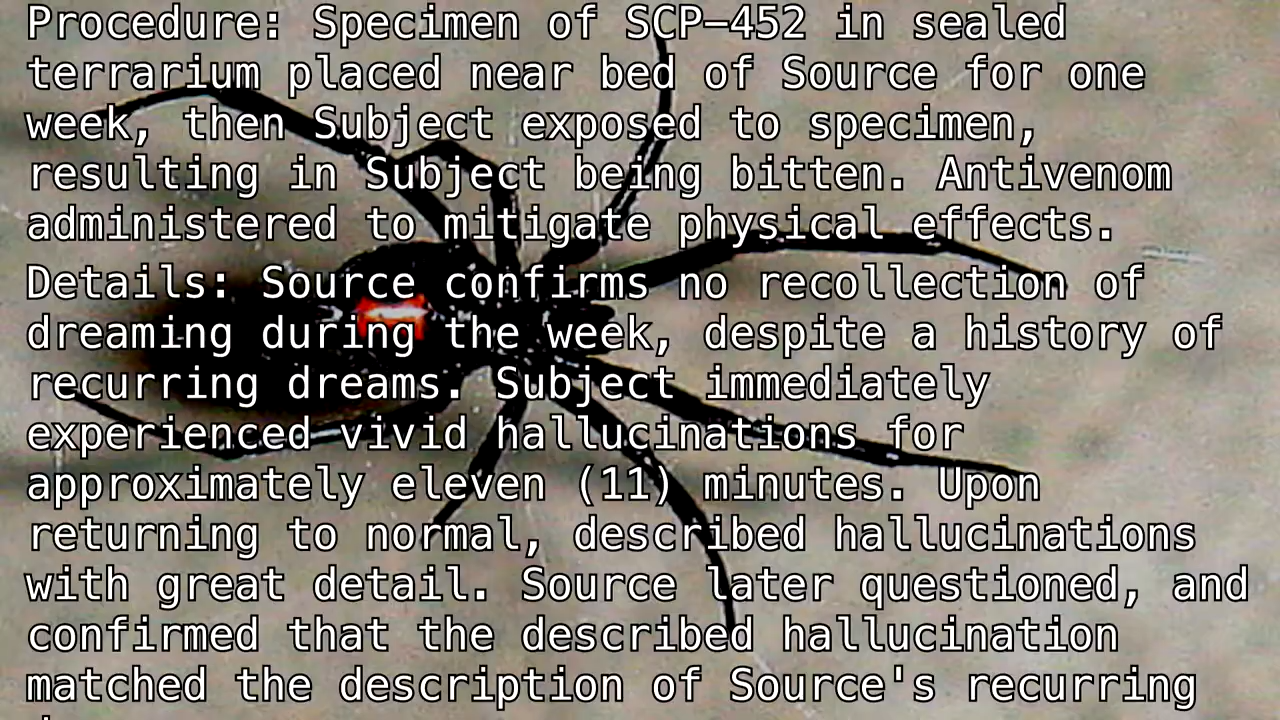 Procedure: Specimen of SCP–452 in sealed
terrarium placed near bed of Source for one
week, then Subject exposed to specimen,
resulting in Subject being bitten. Antivenom
administered to mitigate physical effects.
Details: Source confirms no recollection of
dreaming during the week, despite a history of
recurring dreams. Subject immediately
experienced vivid hallucinations for
approximately eleven (11) minutes. Upon
returning to normal, described hallucinations
with great detail. Source later questioned, and
confirmed that the described hallucination
matched the description of Source's recurring